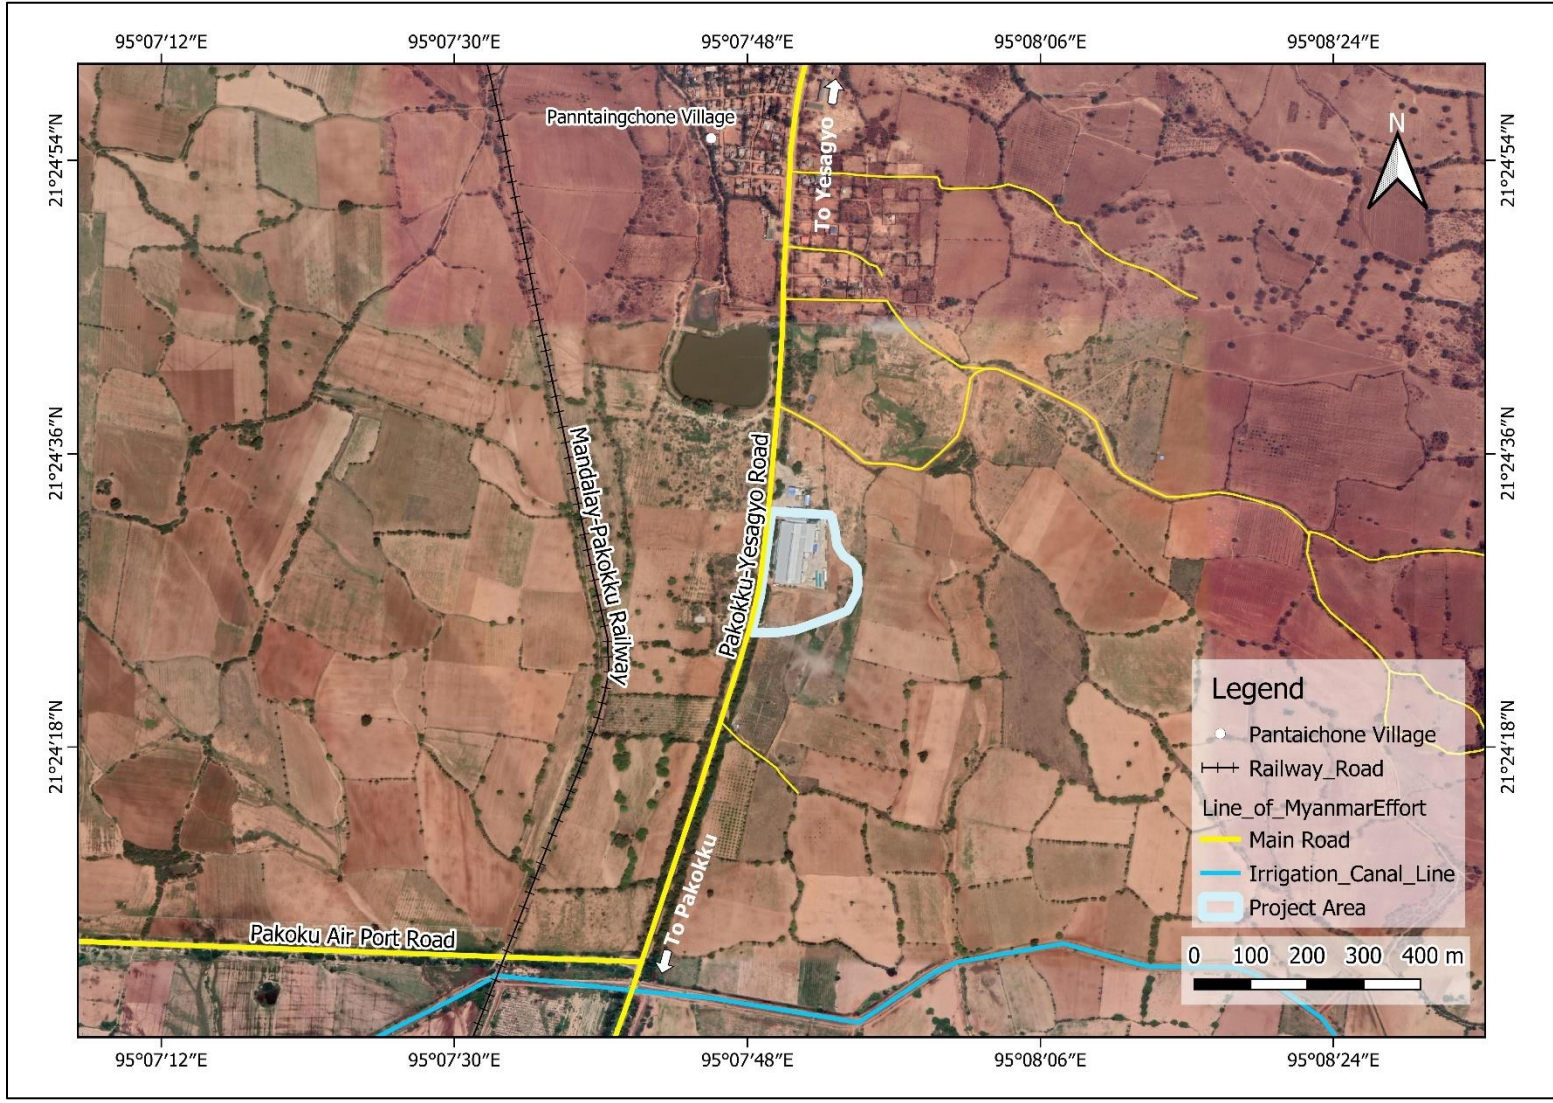 95°07′12″E
95°07′30″E
95°07′48″E
95°08′06″E
95°08′24″E
21°24′54″N
21°24′54″N
Panntaingchone Village
To Yesagyo
N
21°24′36″N
21°24′36″N
Mandalay-Pakokku Railway
Pakokku-Yesagyo Road
21°24′18″N
21°24′18″N
Legend
Pantaichone Village
Railway_Road
Line_of_MyanmarEffort
Main Road
Irrigation_Canal_Line
Project Area
To Pakokku
Pakoku Air Port Road
0 100 200 300 400 m
95°07′12″E
95°07′30″E
95°07′48″E
95°08′06″E
95°08′24″E